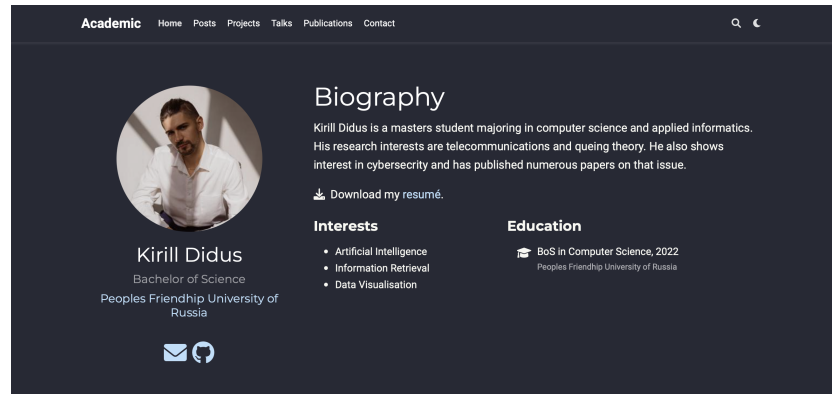 Academic Home Posts Projects Talks Publications Contact
Biography
Kirill Didus is a masters student majoring in computer science and applied informatics.
His research interests are telecommunications and queing theory. He also shows
interest in cybersecrity and has published numerous papers on that issue.
Download my resumé.
Interests
Artificial Intelligence
Information Retrieval
Data Visualisation
Education
BoS in Computer Science, 2022
Peoples Friendhip University of Russia
Kirill Didus
Bachelor of Science
Peoples Friendhip University of
Russia